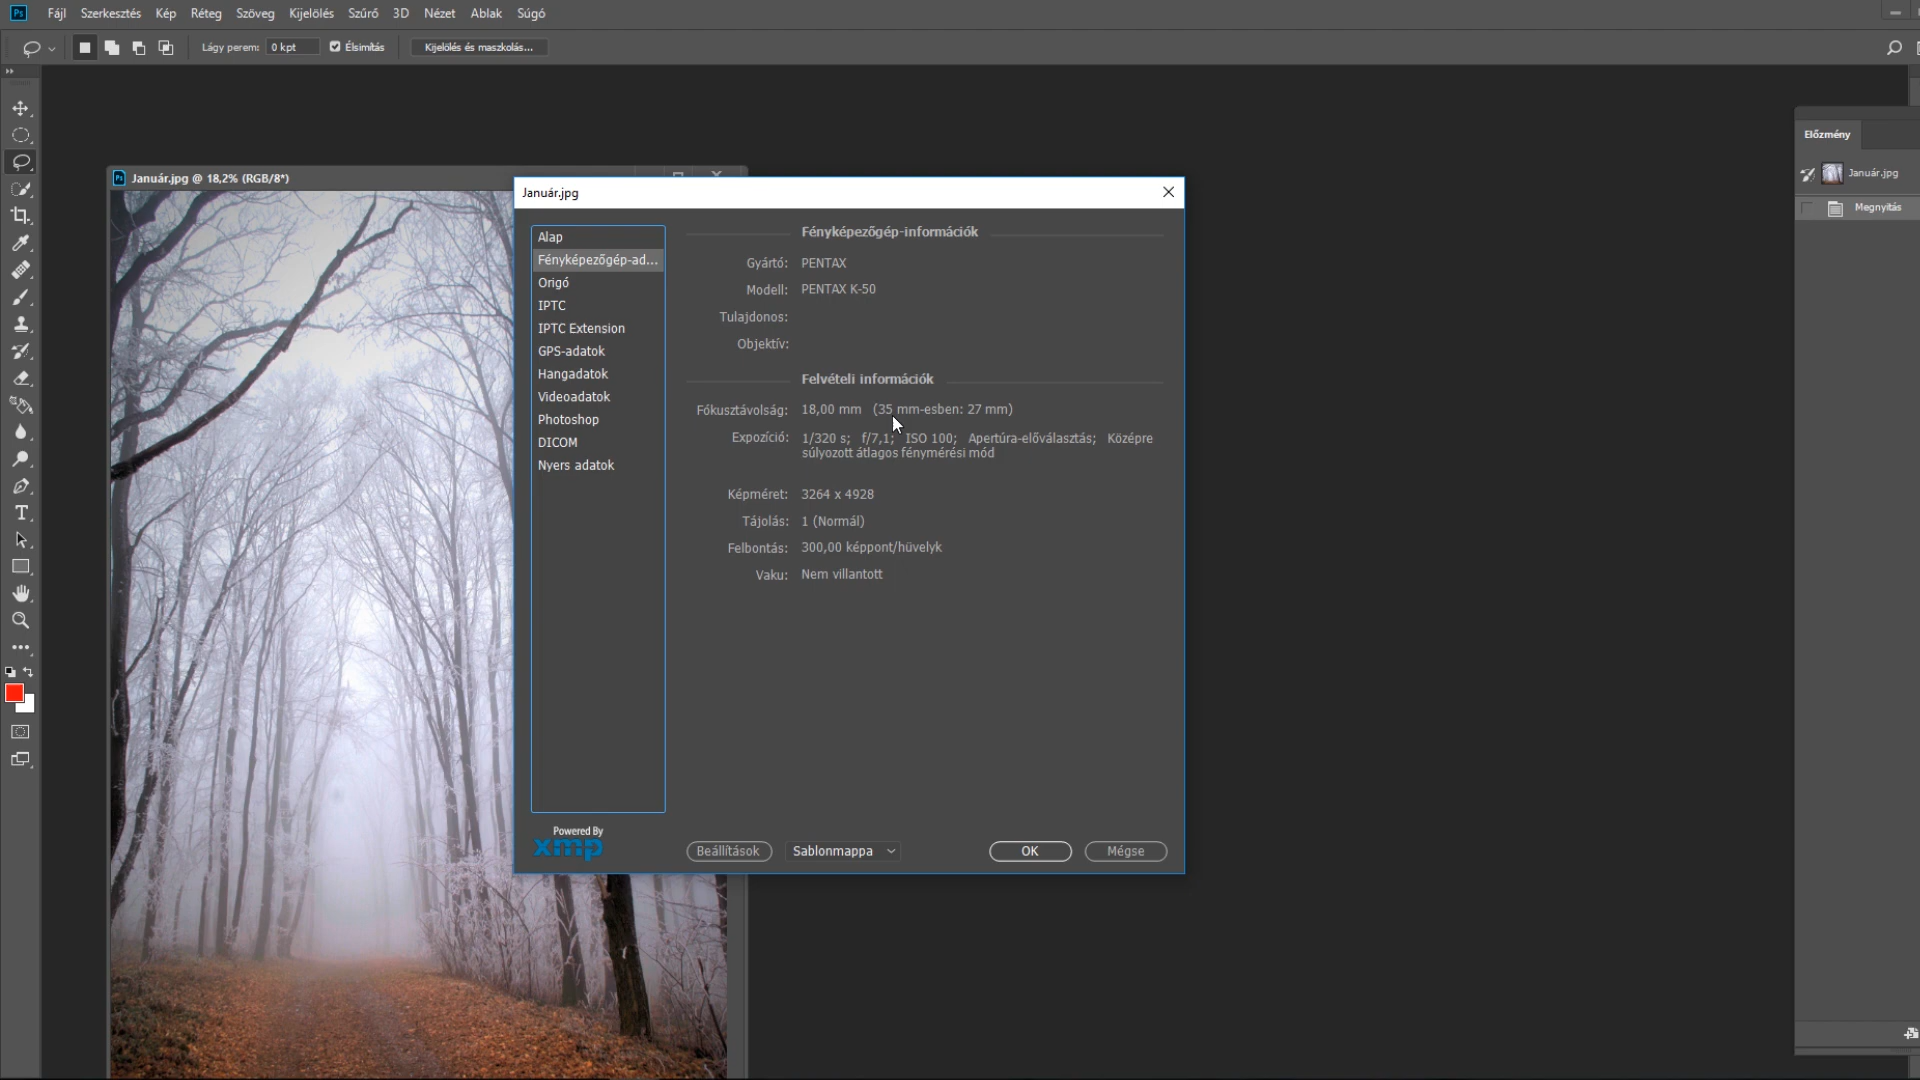 Ps Fájl Szerkesztés Kép Réteg Szöveg Kijelölés Szűrő 3D Nézet Ablak Súgó
Lágy perem: 0 kpt Élsimítás Kijelölés és maszkolás...
Előzmény
Január.jpg
Megnyitás
Január.jpg @ 18,2% (RGB/8*)
Január.jpg
Alap
Fényképezőgép-ad...
Origó
IPTC
IPTC Extension
GPS-adatok
Hangadatok
Videoadatok
Photoshop
DICOM
Nyers adatok
Fényképezőgép-információk
Gyártó: PENTAX
Modell: PENTAX K-50
Tulajdonos:
Objektív:
Felvételi információk
Fókusztávolság: 18,00 mm (35 mm-esben: 27 mm)
Expozíció: 1/320 s; f/7,1; ISO 100; Apertúra-előválasztás; Középre
súlyozott átlagos fénymérési mód
Képméret: 3264 x 4928
Tájolás: 1 (Normál)
Felbontás: 300,00 képpont/hüvelyk
Vaku: Nem villantott
Powered By
xmp
Beállítások Sablonmappa OK Mégse